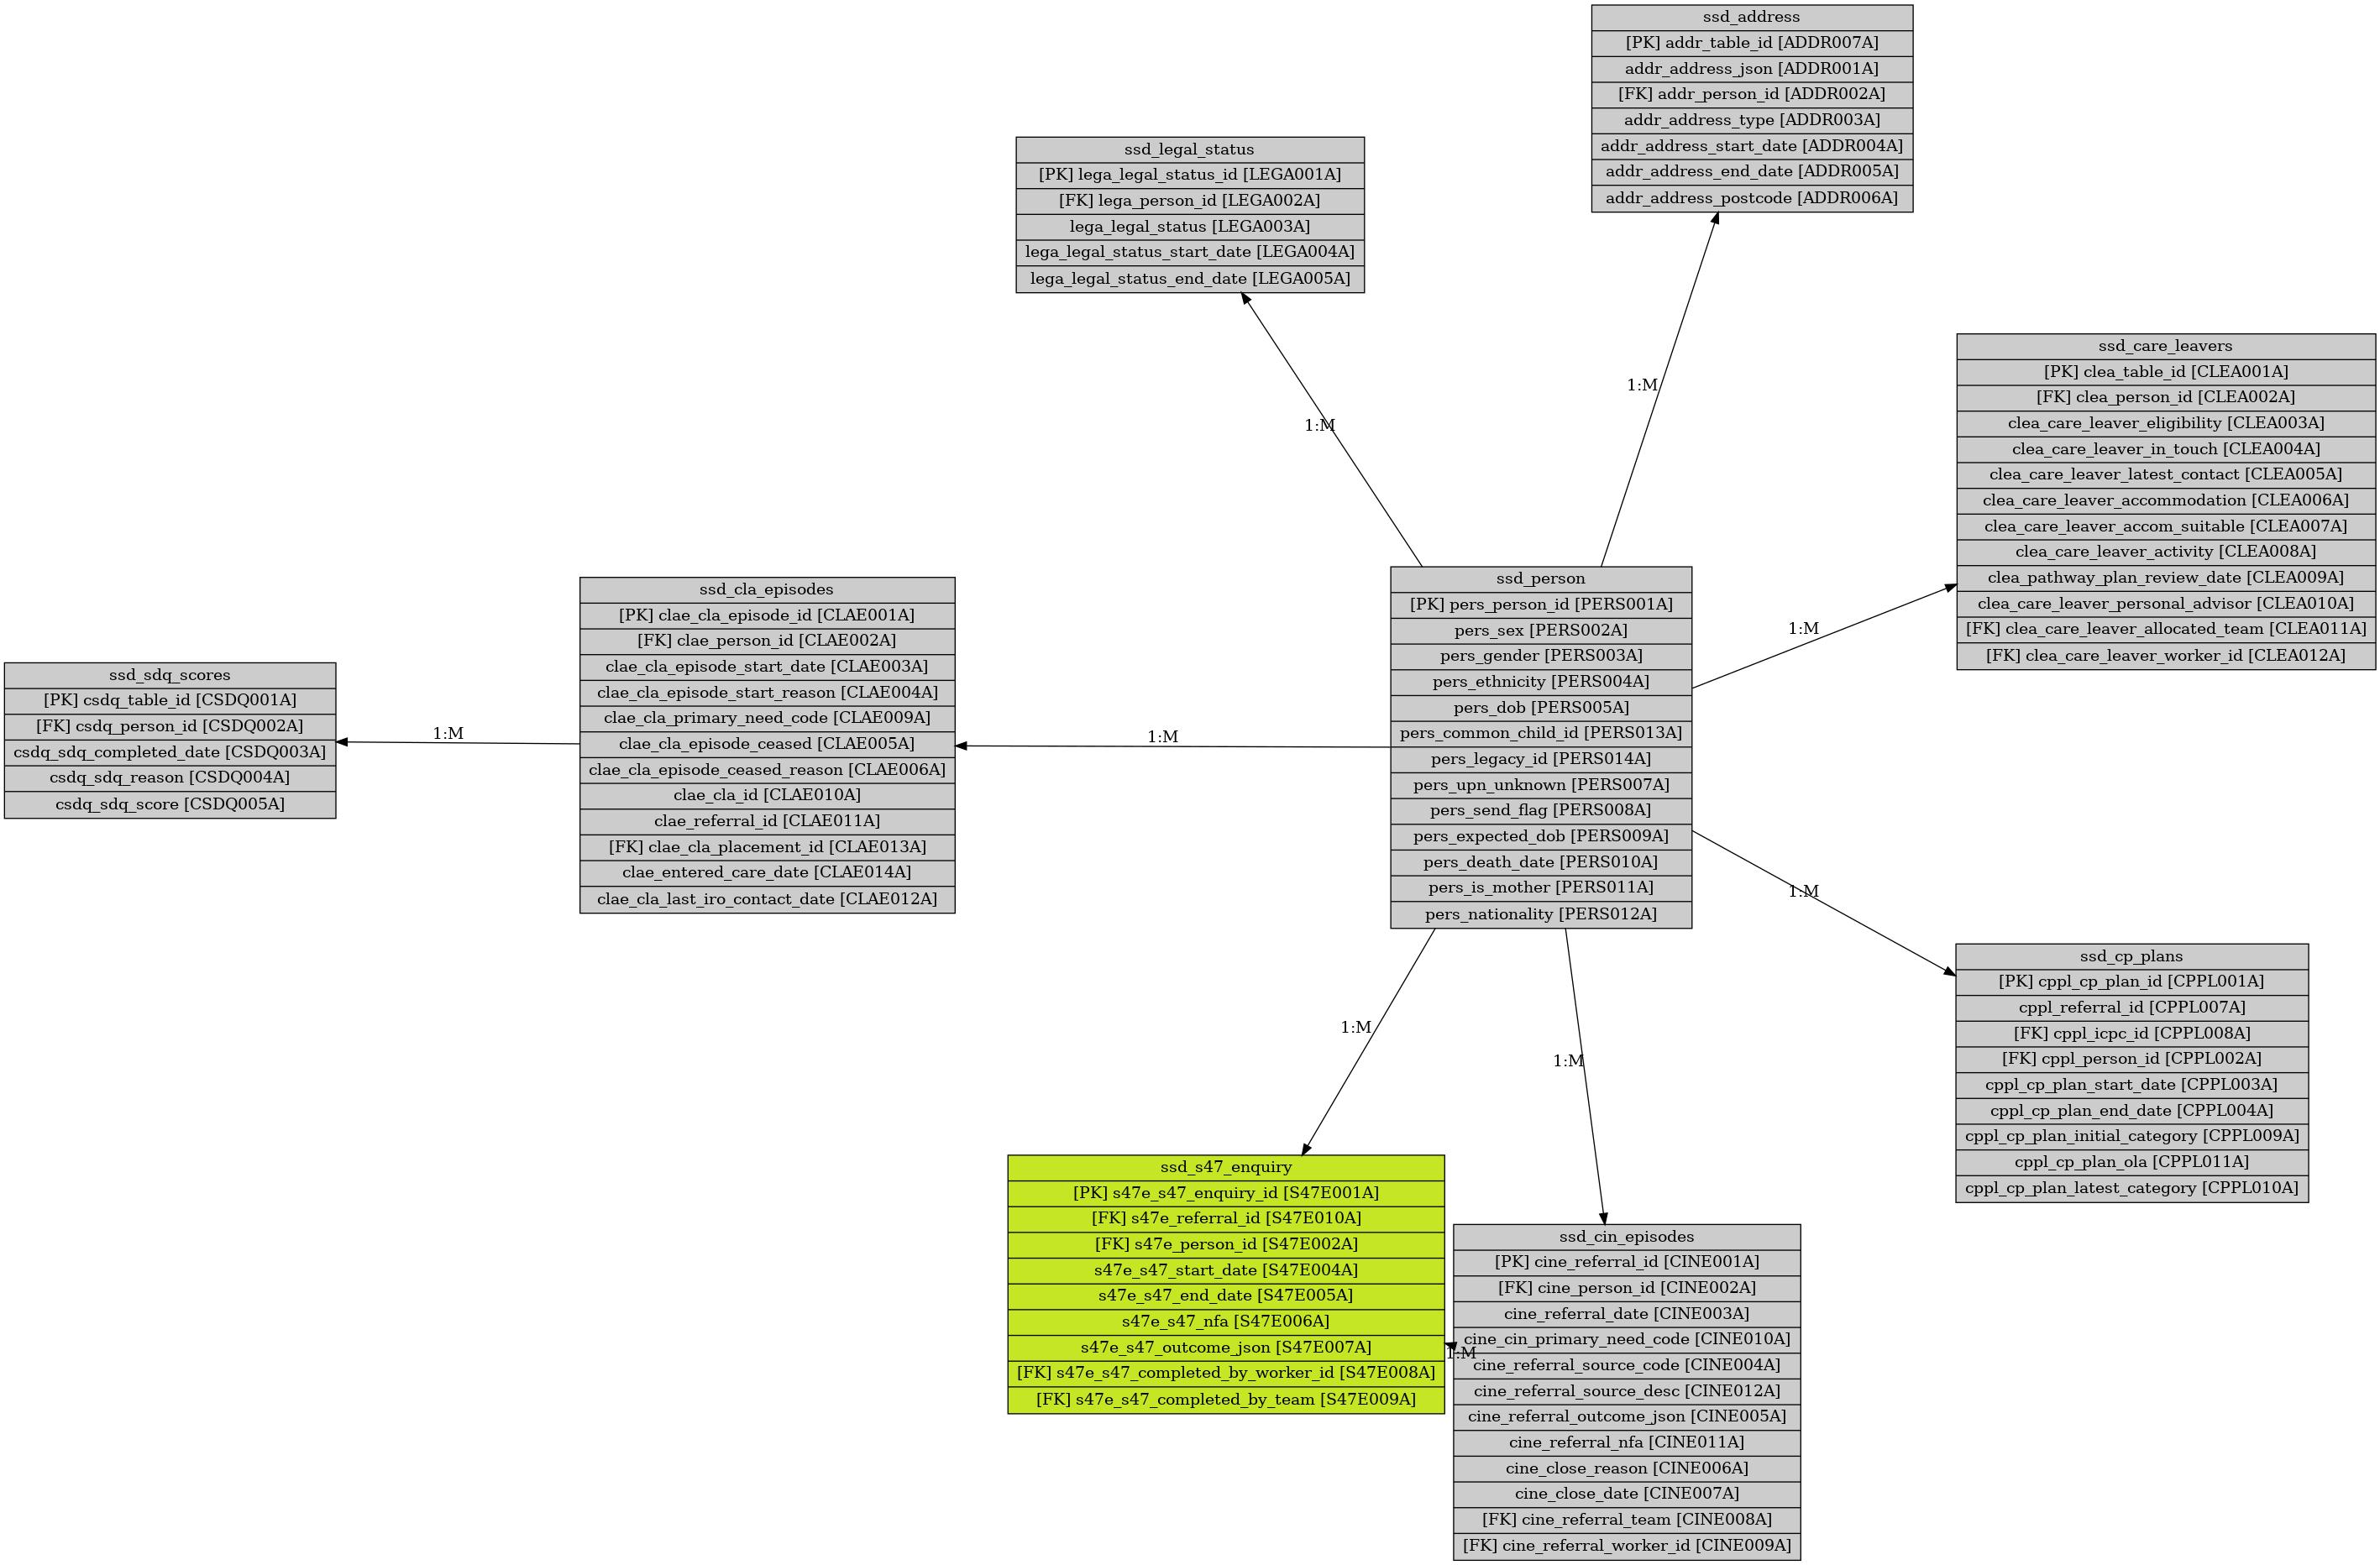 ssd_address
[PK] addr_table_id [ADDR007A]
addr_address_json [ADDR001A]
[FK] addr_person_id [ADDR002A]
addr_address_type [ADDR003A]
addr_address_start_date [ADDR004A]
addr_address_end_date [ADDR005A]
addr_address_postcode [ADDR006A]
ssd_legal_status
[PK] lega_legal_status_id [LEGA001A]
[FK] lega_person_id [LEGA002A]
lega_legal_status [LEGA003A]
lega_legal_status_start_date [LEGA004A]
lega_legal_status_end_date [LEGA005A]
ssd_care_leavers
[PK] clea_table_id [CLEA001A]
[FK] clea_person_id [CLEA002A]
clea_care_leaver_eligibility [CLEA003A]
clea_care_leaver_in_touch [CLEA004A]
clea_care_leaver_latest_contact [CLEA005A]
clea_care_leaver_accommodation [CLEA006A]
clea_care_leaver_accom_suitable [CLEA007A]
clea_care_leaver_activity [CLEA008A]
clea_pathway_plan_review_date [CLEA009A]
clea_care_leaver_personal_advisor [CLEA010A]
[FK] clea_care_leaver_allocated_team [CLEA011A]
[FK] clea_care_leaver_worker_id [CLEA012A]
1:M
1:M
1:M
ssd_person
[PK] pers_person_id [PERS001A]
pers_sex [PERS002A]
pers_gender [PERS003A]
pers_ethnicity [PERS004A]
pers_dob [PERS005A]
pers_common_child_id [PERS013A]
pers_legacy_id [PERS014A]
pers_upn_unknown [PERS007A]
pers_send_flag [PERS008A]
pers_expected_dob [PERS009A]
pers_death_date [PERS010A]
pers_is_mother [PERS011A]
pers_nationality [PERS012A]
ssd_cla_episodes
[PK] clae_cla_episode_id [CLAE001A]
[FK] clae_person_id [CLAE002A]
clae_cla_episode_start_date [CLAE003A]
clae_cla_episode_start_reason [CLAE004A]
clae_cla_primary_need_code [CLAE009A]
clae_cla_episode_ceased [CLAE005A]
clae_cla_episode_ceased_reason [CLAE006A]
clae_cla_id [CLAE010A]
clae_referral_id [CLAE011A]
[FK] clae_cla_placement_id [CLAE013A]
clae_entered_care_date [CLAE014A]
clae_cla_last_iro_contact_date [CLAE012A]
ssd_sdq_scores
[PK] csdq_table_id [CSDQ001A]
[FK] csdq_person_id [CSDQ002A]
csdq_sdq_completed_date [CSDQ003A]
csdq_sdq_reason [CSDQ004A]
csdq_sdq_score [CSDQ005A]
1:M
1:M
1:M
ssd_cp_plans
[PK] cppl_cp_plan_id [CPPL001A]
cppl_referral_id [CPPL007A]
[FK] cppl_icpc_id [CPPL008A]
[FK] cppl_person_id [CPPL002A]
cppl_cp_plan_start_date [CPPL003A]
cppl_cp_plan_end_date [CPPL004A]
cppl_cp_plan_initial_category [CPPL009A]
cppl_cp_plan_ola [CPPL011A]
cppl_cp_plan_latest_category [CPPL010A]
1:M
1:M
ssd_s47_enquiry
[PK] s47e_s47_enquiry_id [S47E001A]
[FK] s47e_referral_id [S47E010A]
[FK] s47e_person_id [S47E002A]
s47e_s47_start_date [S47E004A]
s47e_s47_end_date [S47E005A]
s47e_s47_nfa [S47E006A]
s47e_s47_outcome_json [S47E007A]
[FK] s47e_s47_completed_by_worker_id [S47E008A]
[FK] s47e_s47_completed_by_team [S47E009A]
1:M
ssd_cin_episodes
[PK] cine_referral_id [CINE001A]
[FK] cine_person_id [CINE002A]
cine_referral_date [CINE003A]
cine_cin_primary_need_code [CINE010A]
cine_referral_source_code [CINE004A]
cine_referral_source_desc [CINE012A]
cine_referral_outcome_json [CINE005A]
cine_referral_nfa [CINE011A]
cine_close_reason [CINE006A]
cine_close_date [CINE007A]
[FK] cine_referral_team [CINE008A]
[FK] cine_referral_worker_id [CINE009A]